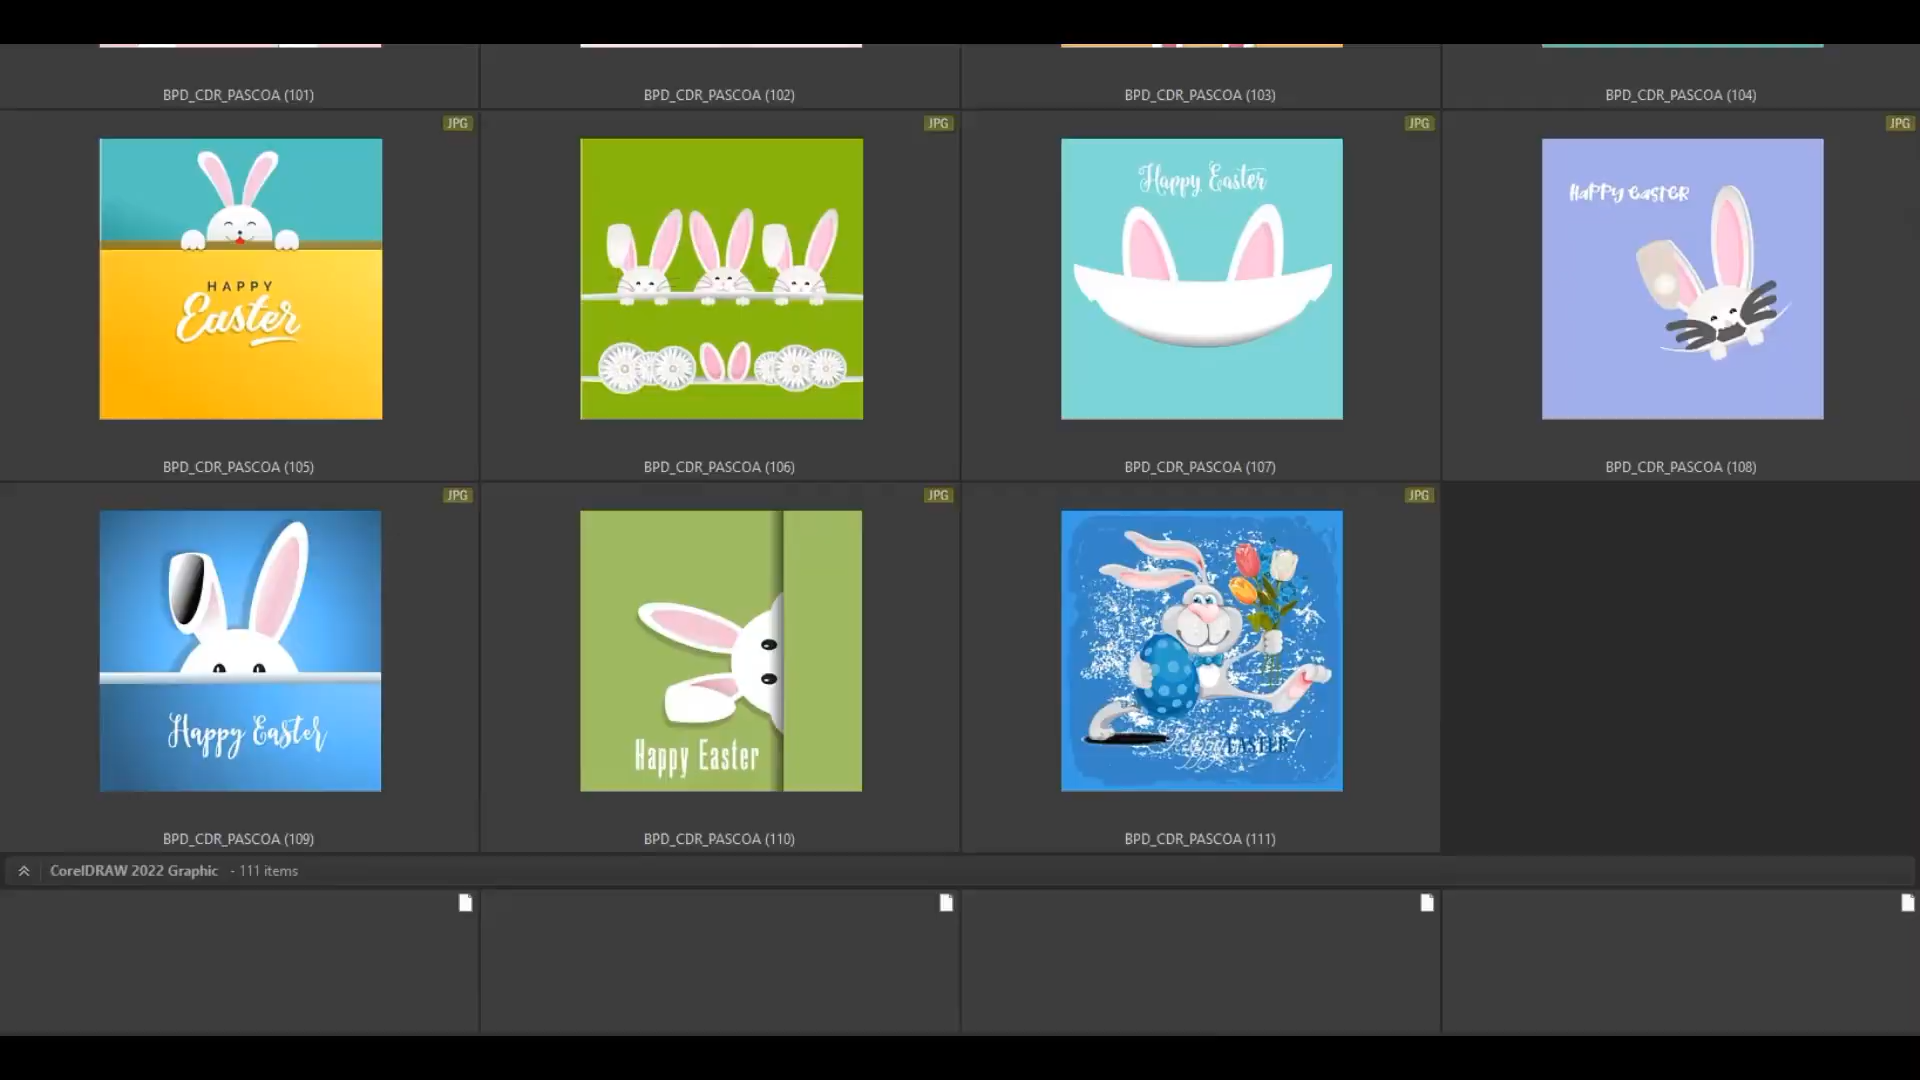 BPD_CDR_PASCOA (101)
BPD_CDR_PASCOA (102)
BPD_CDR_PASCOA (103)
BPD_CDR_PASCOA (104)
JPG
JPG
JPG
JPG
HAPPY
Easter
Happy Easter
HaPPy easteR
BPD_CDR_PASCOA (105)
BPD_CDR_PASCOA (106)
BPD_CDR_PASCOA (107)
BPD_CDR_PASCOA (108)
JPG
JPG
JPG
Happy Easter
Happy Easter
Happy EASTER!
BPD_CDR_PASCOA (109)
BPD_CDR_PASCOA (110)
BPD_CDR_PASCOA (111)
CorelDRAW 2022 Graphic - 111 items